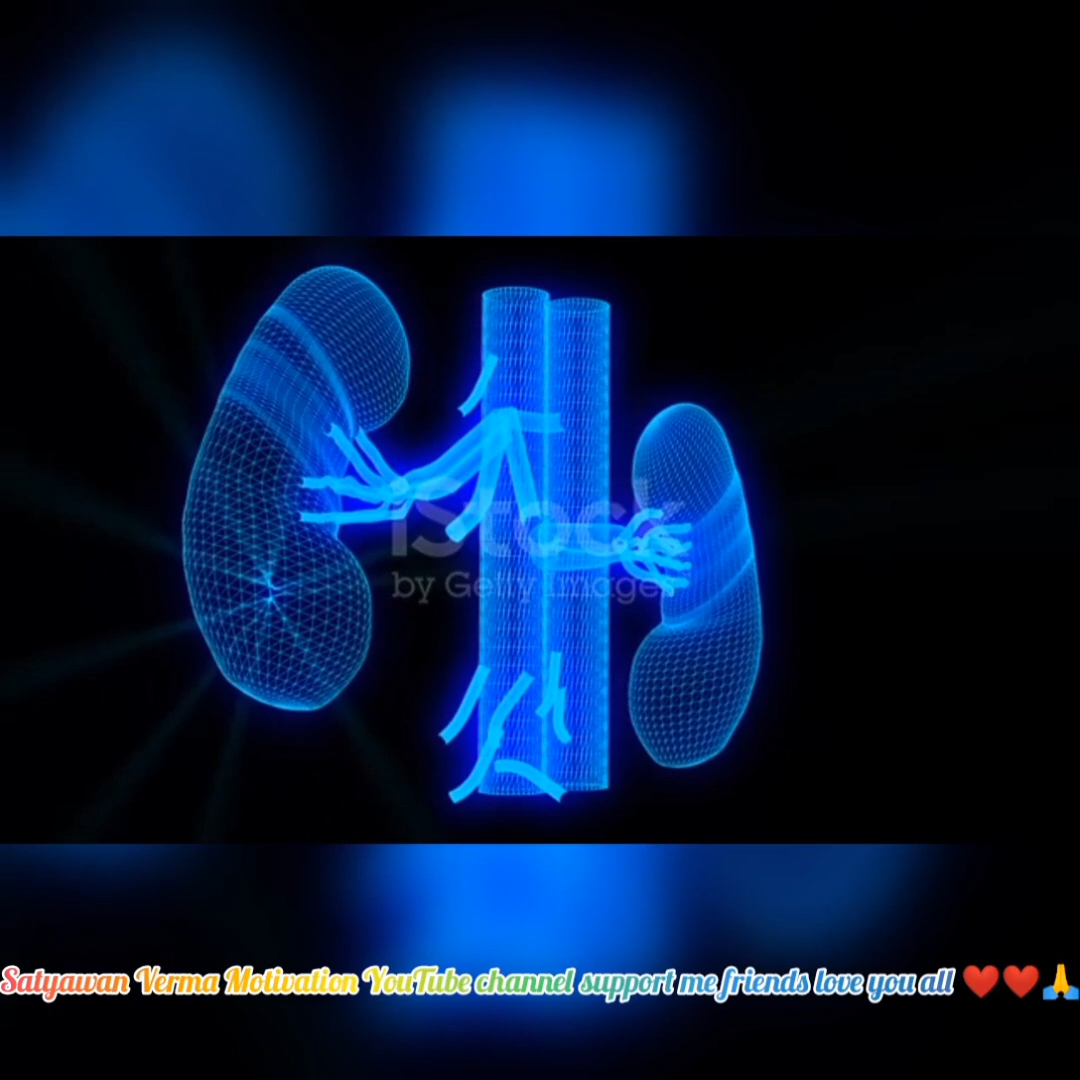 iStock
by Getty Images
Satyawan Verma Motivation YouTube channel support me friends love you all ❤️❤️🙏